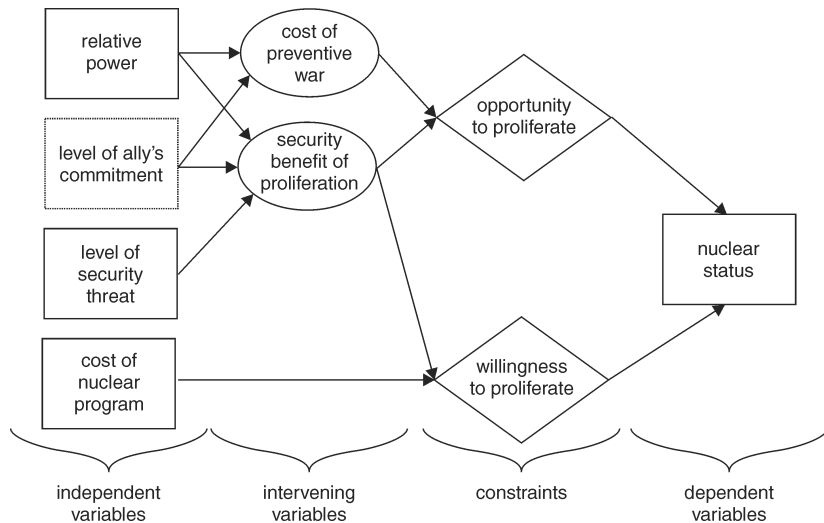 relative
power
cost of
preventive
war
opportunity
to proliferate
level of ally's
commitment
security
benefit of
proliferation
level of
security
threat
nuclear
status
cost of
nuclear
program
willingness
to proliferate
independent
variables
intervening
variables
constraints
dependent
variables